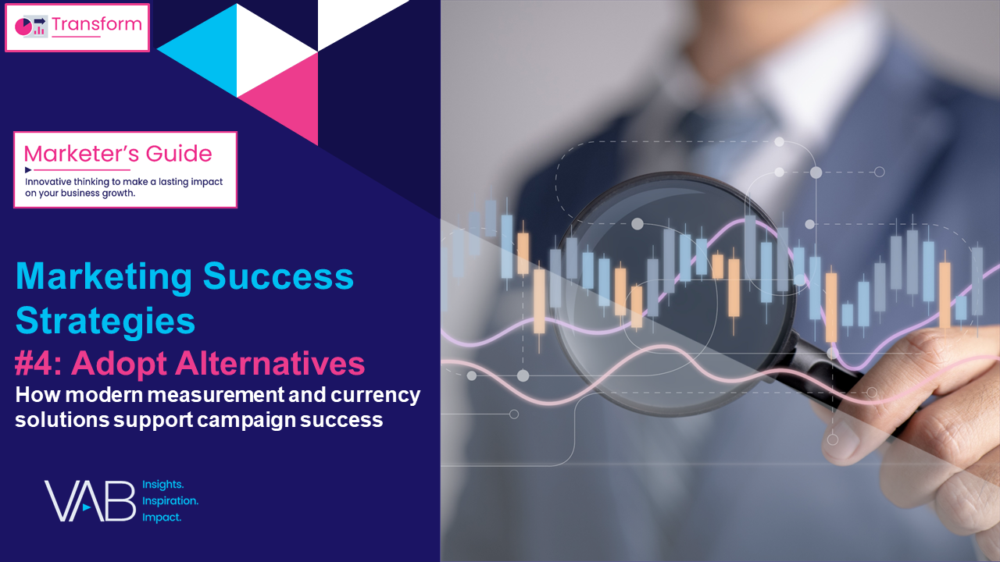 Transform
Marketer's Guide
Innovative thinking to make a lasting impact
on your business growth.
Marketing Success
Strategies
#4: Adopt Alternatives
How modern measurement and currency
solutions support campaign success
VAB
Insights.
Inspiration.
Impact.